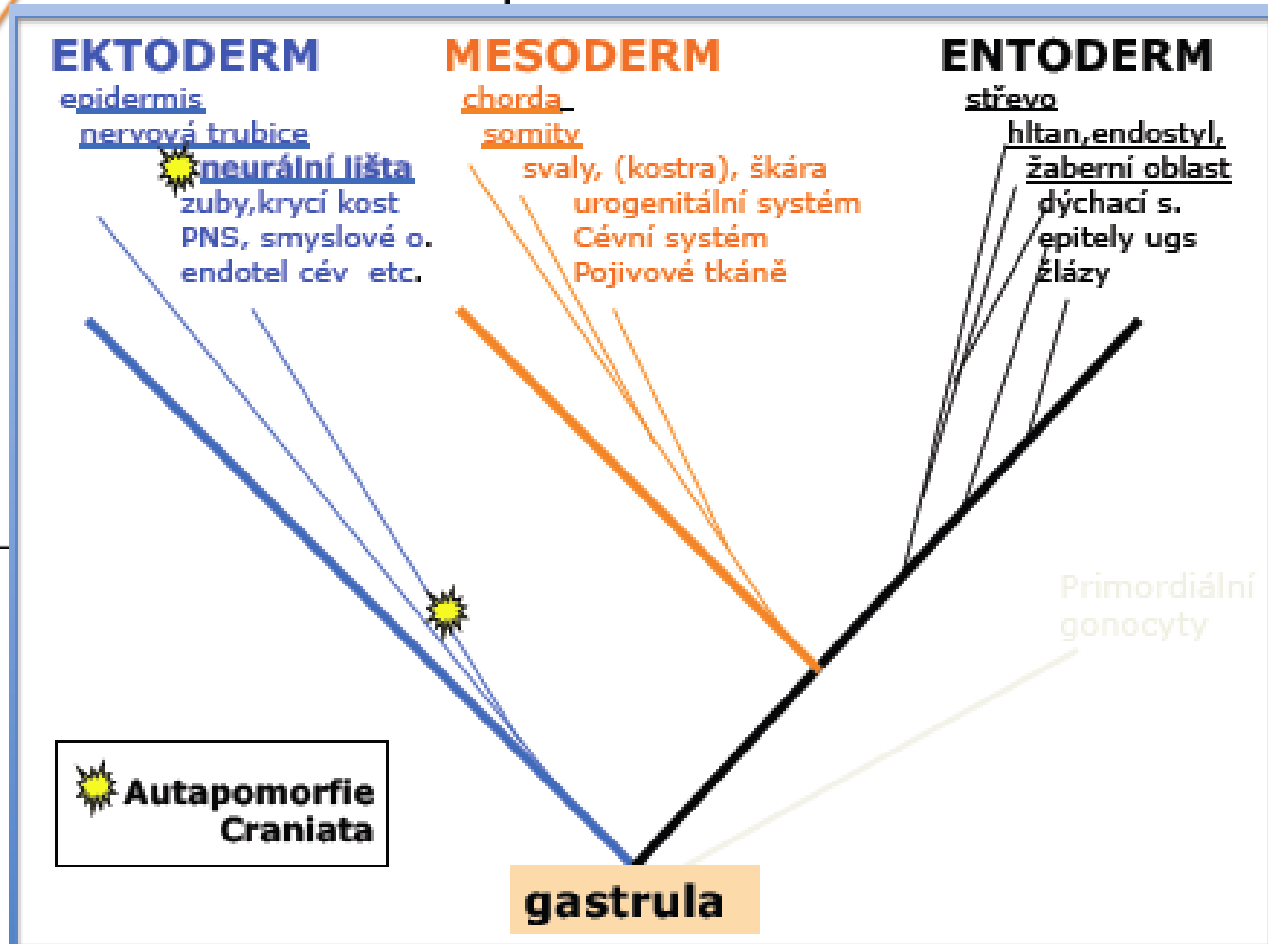 EKTODERM
epidermis
nervová trubice
neurální lišta
zuby,krycí kost
PNS, smyslové o.
endotel cév etc.
MESODERM
chorda
somity
svaly, (kostra), škára
urogenitální systém
Cévní systém
Pojivové tkáně
ENTODERM
střevo
hltan,endostyl,
žaberní oblast
dýchací s.
epitely ugs
žlázy
Primordiální
gonocyty
Autapomorfie
Craniata
gastrula